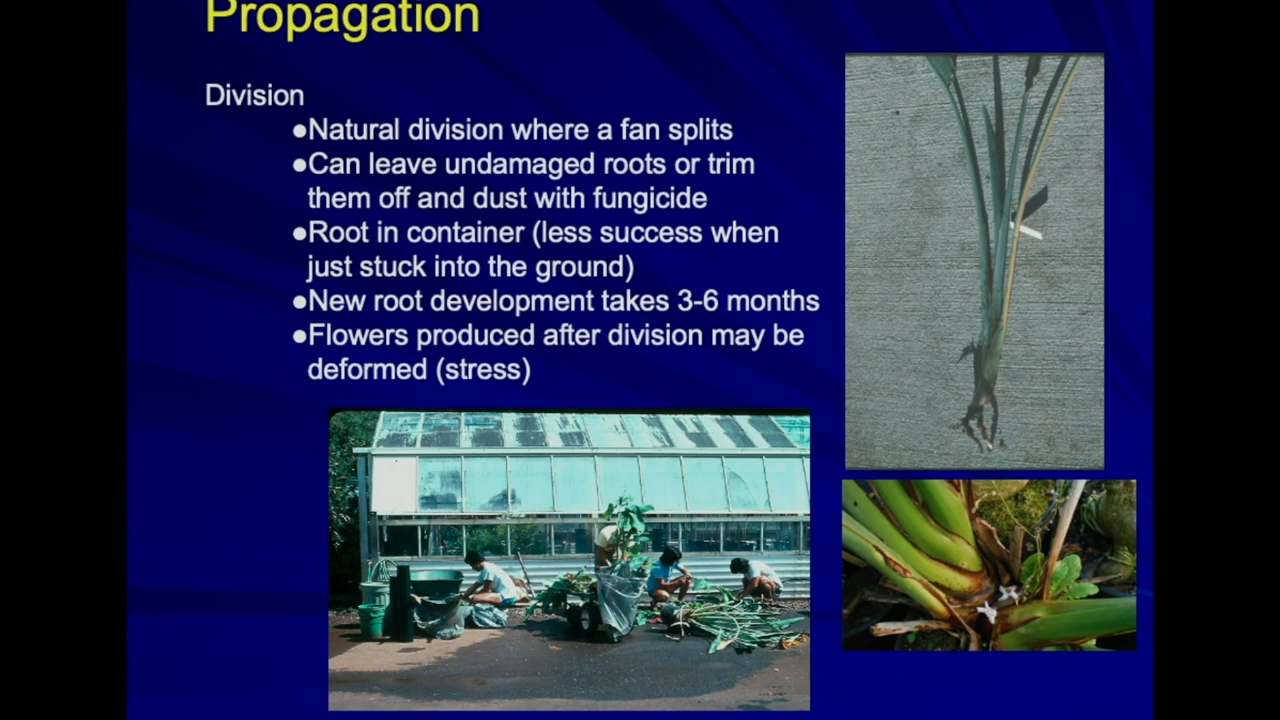 Propagation
Division
●Natural division where a fan splits
●Can leave undamaged roots or trim
them off and dust with fungicide
●Root in container (less success when
just stuck into the ground)
●New root development takes 3-6 months
●Flowers produced after division may be
deformed (stress)